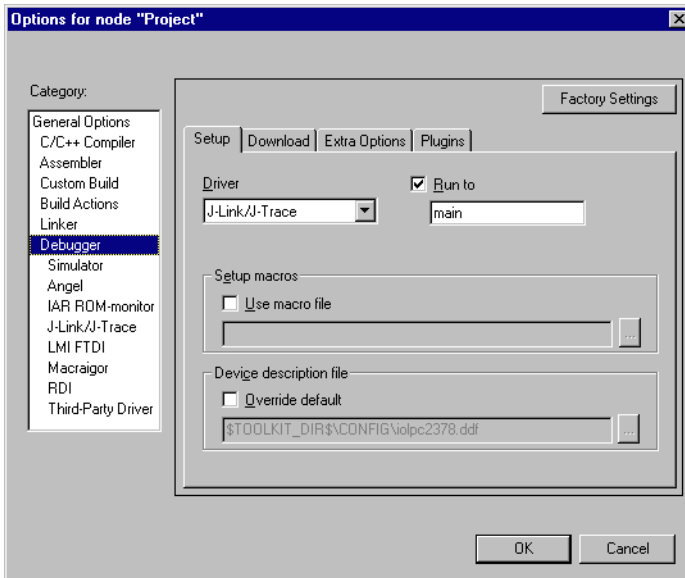 Options for node "Project"
Category:
General Options
C/C++ Compiler
Assembler
Custom Build
Build Actions
Linker
Debugger
Simulator
Angel
IAR ROM-monitor
J-Link/J-Trace
LMI FTDI
Macraigor
RDI
Third-Party Driver
Factory Settings
Setup Download Extra Options Plugins
Driver Run to
J-Link/J-Trace main
Setup macros
Use macro file
...
Device description file
Override default
$TOOLKIT_DIR$\CONFIG\iolpc2378.ddf ...
OK Cancel